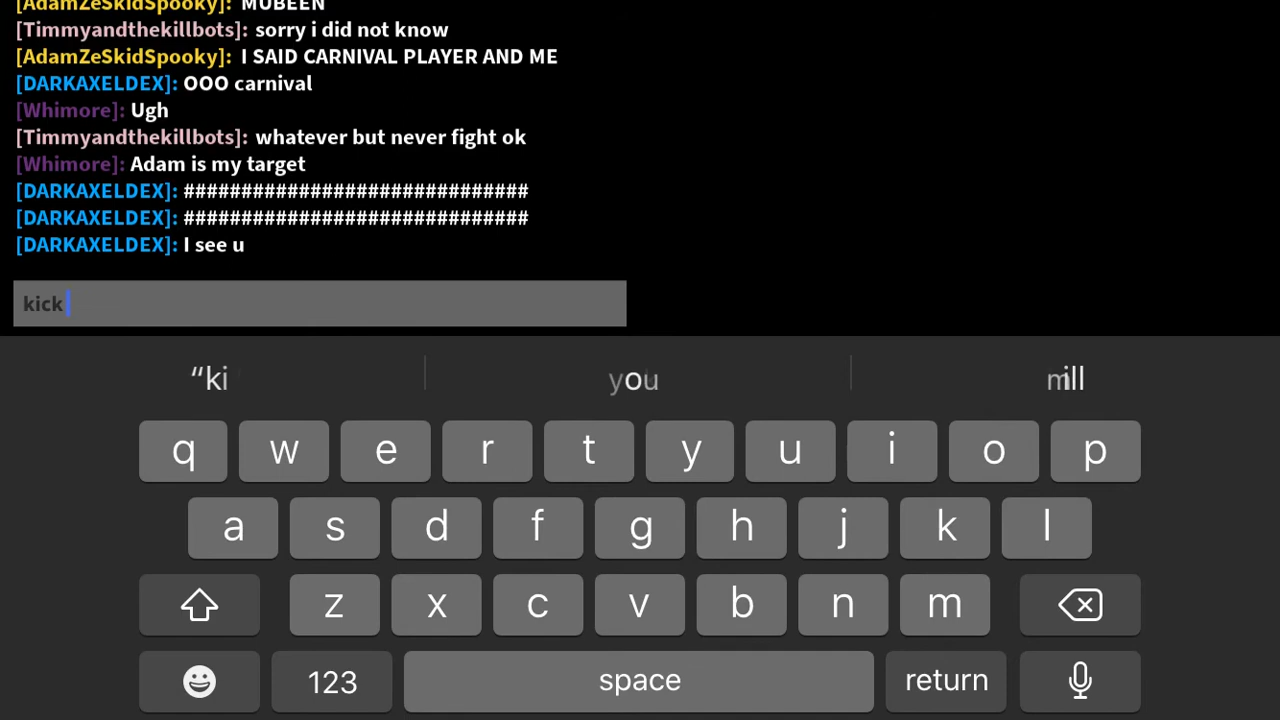 [AdamZeSkidSpooky]: MUBEEN
[Timmyandthekillbots]: sorry i did not know
[AdamZeSkidSpooky]: I SAID CARNIVAL PLAYER AND ME
[DARKAXELDEX]: OOO carnival
[Whimore]: Ugh
[Timmyandthekillbots]: whatever but never fight ok
[Whimore]: Adam is my target
[DARKAXELDEX]: ##############################
[DARKAXELDEX]: ##############################
[DARKAXELDEX]: I see u
kick
“ki you
q w e r t y u i o p
a s d f g h j k l
z x c v b n m
123 space return